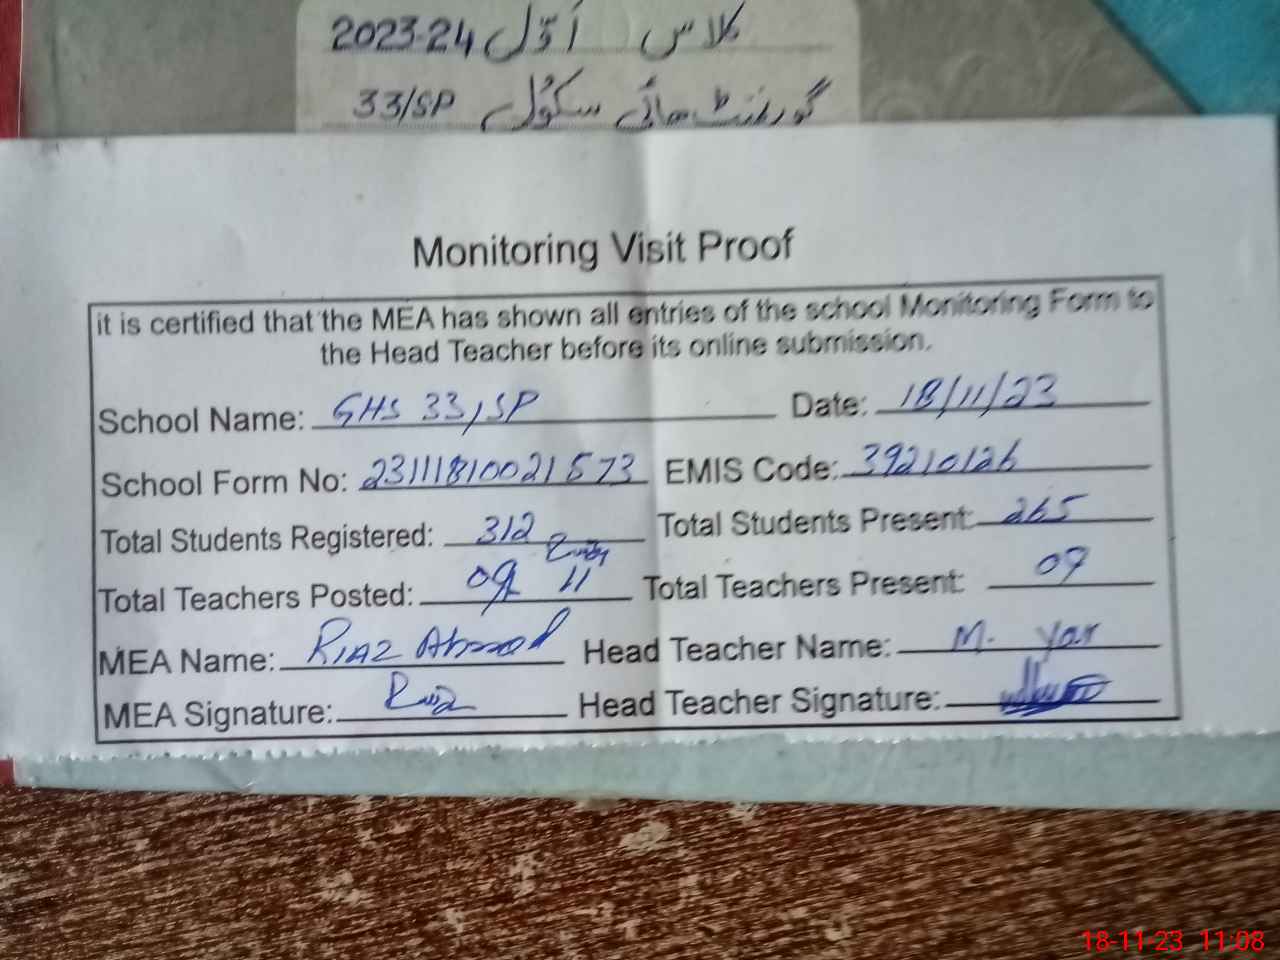 کلاس اوّل 2023-24
گورنمنٹ ہائی سکول 33/SP
Monitoring Visit Proof
it is certified that the MEA has shown all entries of the school Monitoring Form to
the Head Teacher before its online submission.
School Name: GHS 33/SP Date: 18/11/23
School Form No: 23111810021573 EMIS Code: 39210126
Total Students Registered: 312 Total Students Present: 265
Total Teachers Posted: 09 11 Total Teachers Present: 09
MEA Name: RIAZ Ahmad Head Teacher Name: M. Yar
MEA Signature: Head Teacher Signature:
18-11-23 11:08